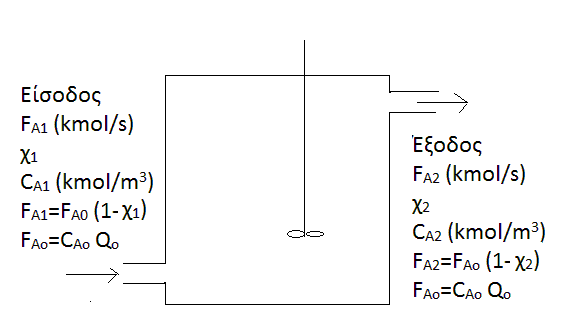 Είσοδος
FA1 (kmol/s)
χ1
CA1 (kmol/m³)
FA1=FA0 (1-χ1)
FAo=CAo Qo
Έξοδος
FA2 (kmol/s)
χ2
CA2 (kmol/m³)
FA2=FAo (1-χ2)
FAo=CAo Qo